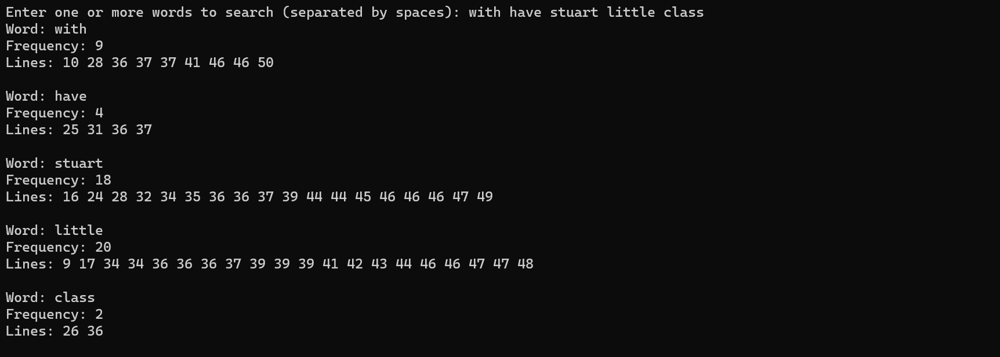 Enter one or more words to search (separated by spaces): with have stuart little class
Word: with
Frequency: 9
Lines: 10 28 36 37 37 41 46 46 50
Word: have
Frequency: 4
Lines: 25 31 36 37
Word: stuart
Frequency: 18
Lines: 16 24 28 32 34 35 36 36 37 39 44 44 45 46 46 46 47 49
Word: little
Frequency: 20
Lines: 9 17 34 34 36 36 36 37 39 39 39 41 42 43 44 46 46 47 47 48
Word: class
Frequency: 2
Lines: 26 36